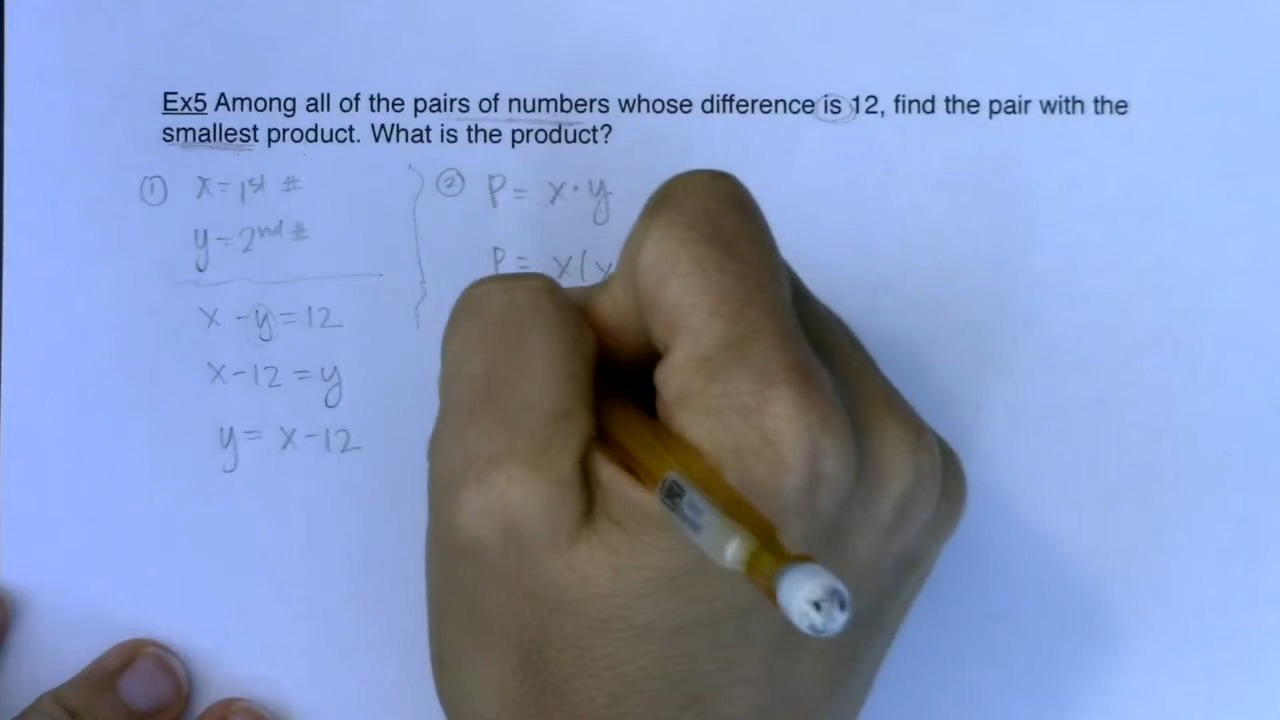 Ex5 Among all of the pairs of numbers whose difference is 12, find the pair with the
smallest product. What is the product?
① x = 1st #
y = 2nd #
x - y = 12
x - 12 = y
y = x - 12
② P = x · y
P = x(x